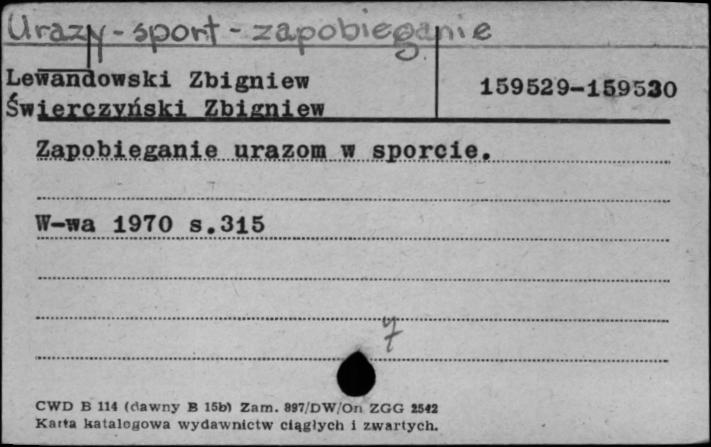 Urazy - sport - zapobieganie
Lewandowski Zbigniew 159529-159530
Świerczyński Zbigniew
Zapobieganie urazom w sporcie.
W-wa 1970 s.315
7
CWD B 114 (dawny B 15b) Zam. 897/DW/On ZGG 2542
Karta katalogowa wydawnictw ciągłych i zwartych.